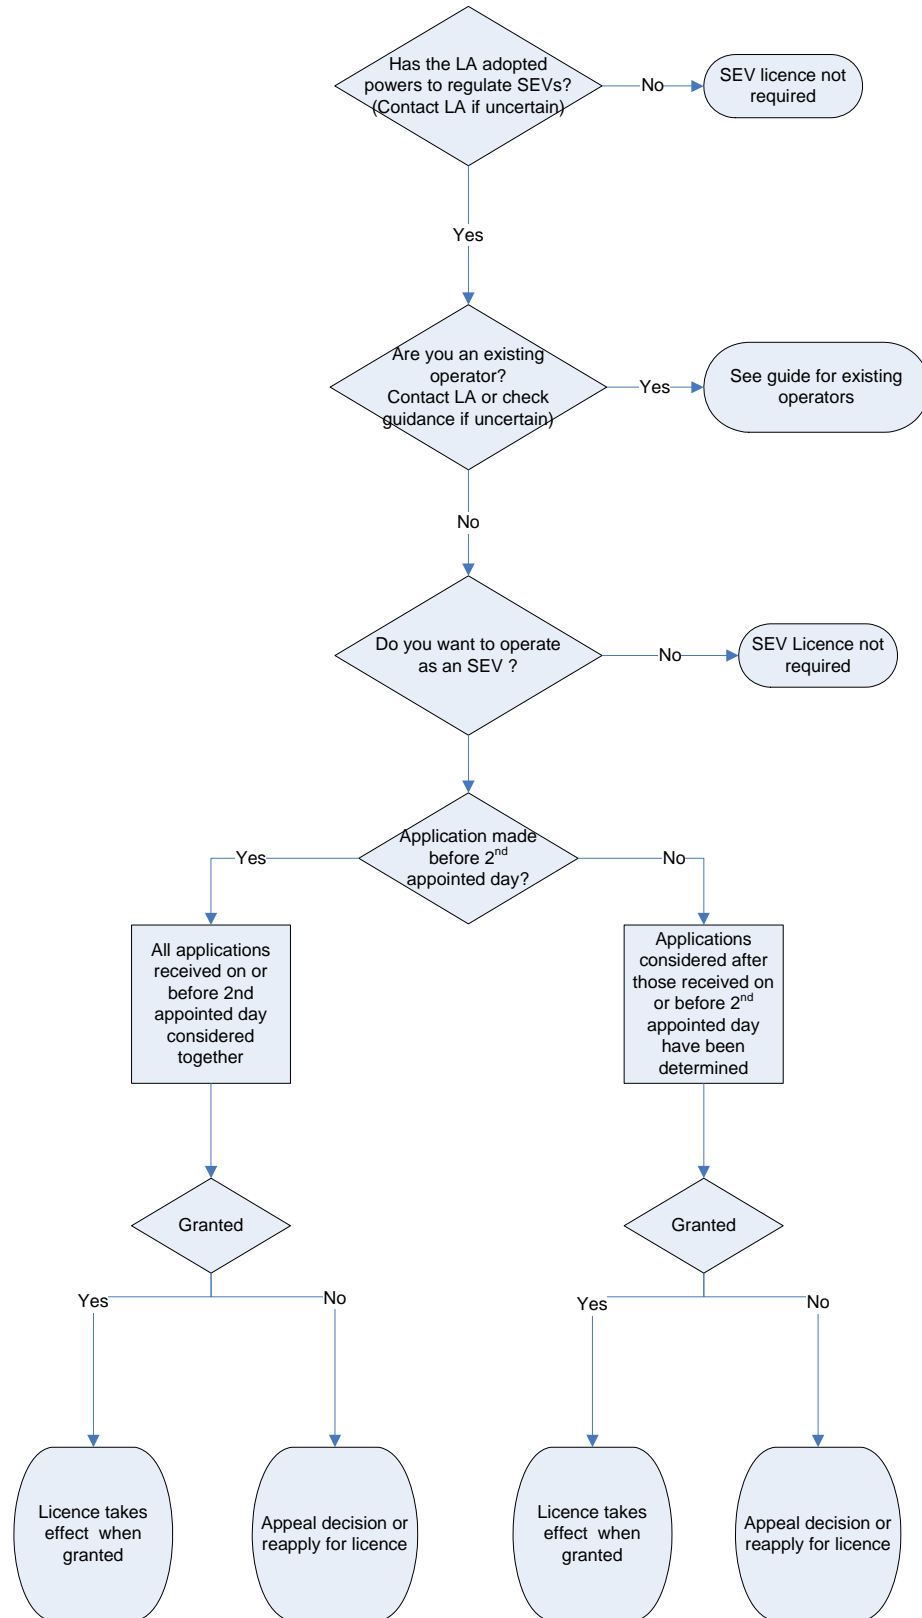 Has the LA adopted
powers to regulate SEVs?
(Contact LA if uncertain)
No
SEV licence not
required
Yes
Are you an existing
operator?
Contact LA or check
guidance if uncertain)
Yes
See guide for existing
operators
No
Do you want to operate
as an SEV ?
No
SEV Licence not
required
Application made
before 2nd
appointed day?
Yes
No
All applications
received on or
before 2nd
appointed day
considered
together
Applications
considered after
those received on
or before 2nd
appointed day
have been
determined
Granted
Granted
Yes
No
Yes
No
Licence takes
effect when
granted
Appeal decision or
reapply for licence
Licence takes
effect when
granted
Appeal decision or
reapply for licence